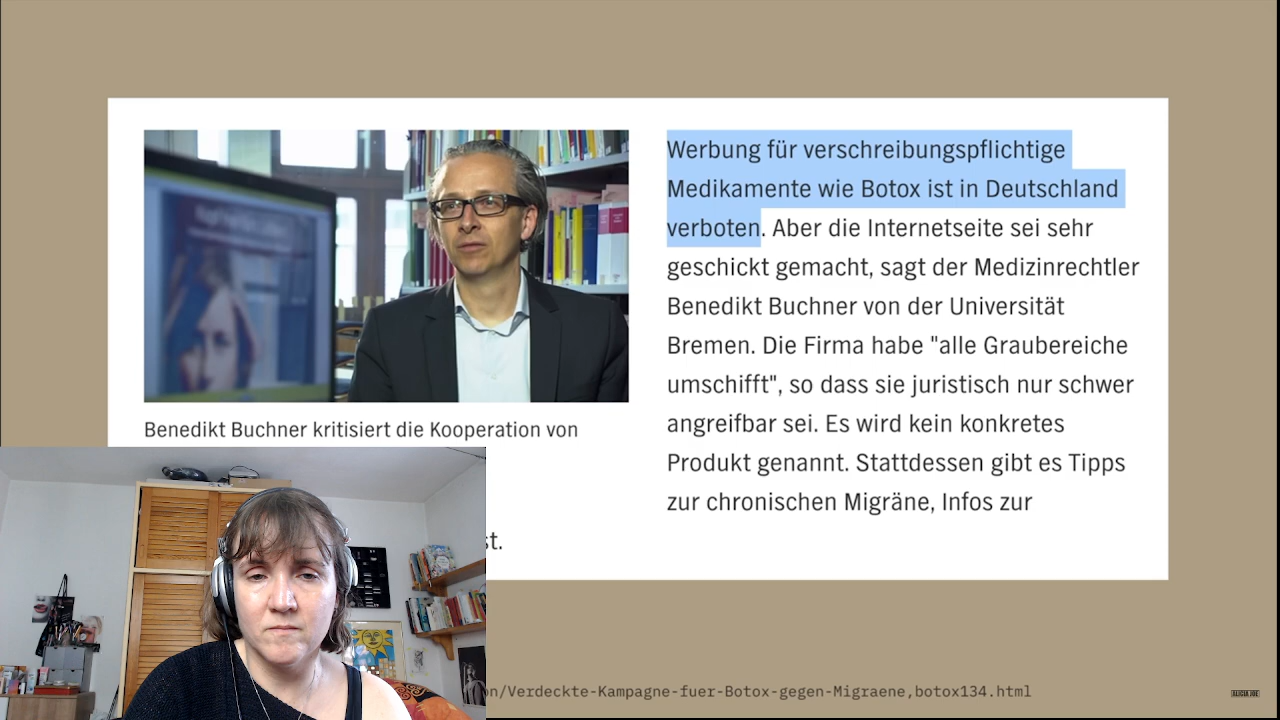 Benedikt Buchner kritisiert die Kooperation von
st.
Werbung für verschreibungspflichtige
Medikamente wie Botox ist in Deutschland
verboten. Aber die Internetseite sei sehr
geschickt gemacht, sagt der Medizinrechtler
Benedikt Buchner von der Universität
Bremen. Die Firma habe "alle Graubereiche
umschifft", so dass sie juristisch nur schwer
angreifbar sei. Es wird kein konkretes
Produkt genannt. Stattdessen gibt es Tipps
zur chronischen Migräne, Infos zur
on/Verdeckte-Kampagne-fuer-Botox-gegen-Migraene,botox134.html
ALICIA JOE